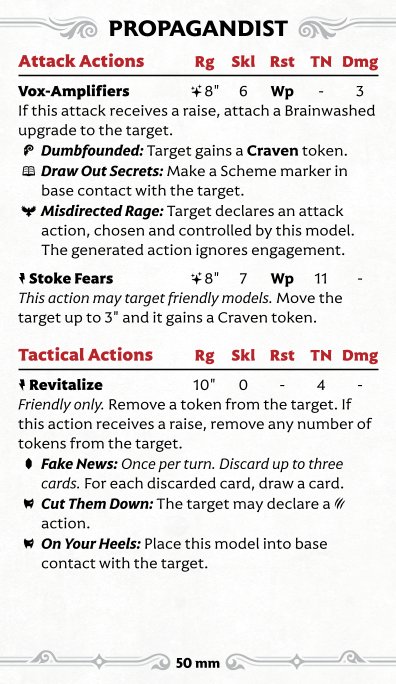 PROPAGANDIST
Attack Actions Rg Skl Rst TN Dmg
Vox-Amplifiers 8" 6 Wp - 3
If this attack receives a raise, attach a Brainwashed
upgrade to the target.
Dumbfounded: Target gains a Craven token.
Draw Out Secrets: Make a Scheme marker in
base contact with the target.
Misdirected Rage: Target declares an attack
action, chosen and controlled by this model.
The generated action ignores engagement.
Stoke Fears 8" 7 Wp 11 -
This action may target friendly models. Move the
target up to 3" and it gains a Craven token.
Tactical Actions Rg Skl Rst TN Dmg
Revitalize 10" 0 - 4 -
Friendly only. Remove a token from the target. If
this action receives a raise, remove any number of
tokens from the target.
Fake News: Once per turn. Discard up to three
cards. For each discarded card, draw a card.
Cut Them Down: The target may declare a
action.
On Your Heels: Place this model into base
contact with the target.
50 mm